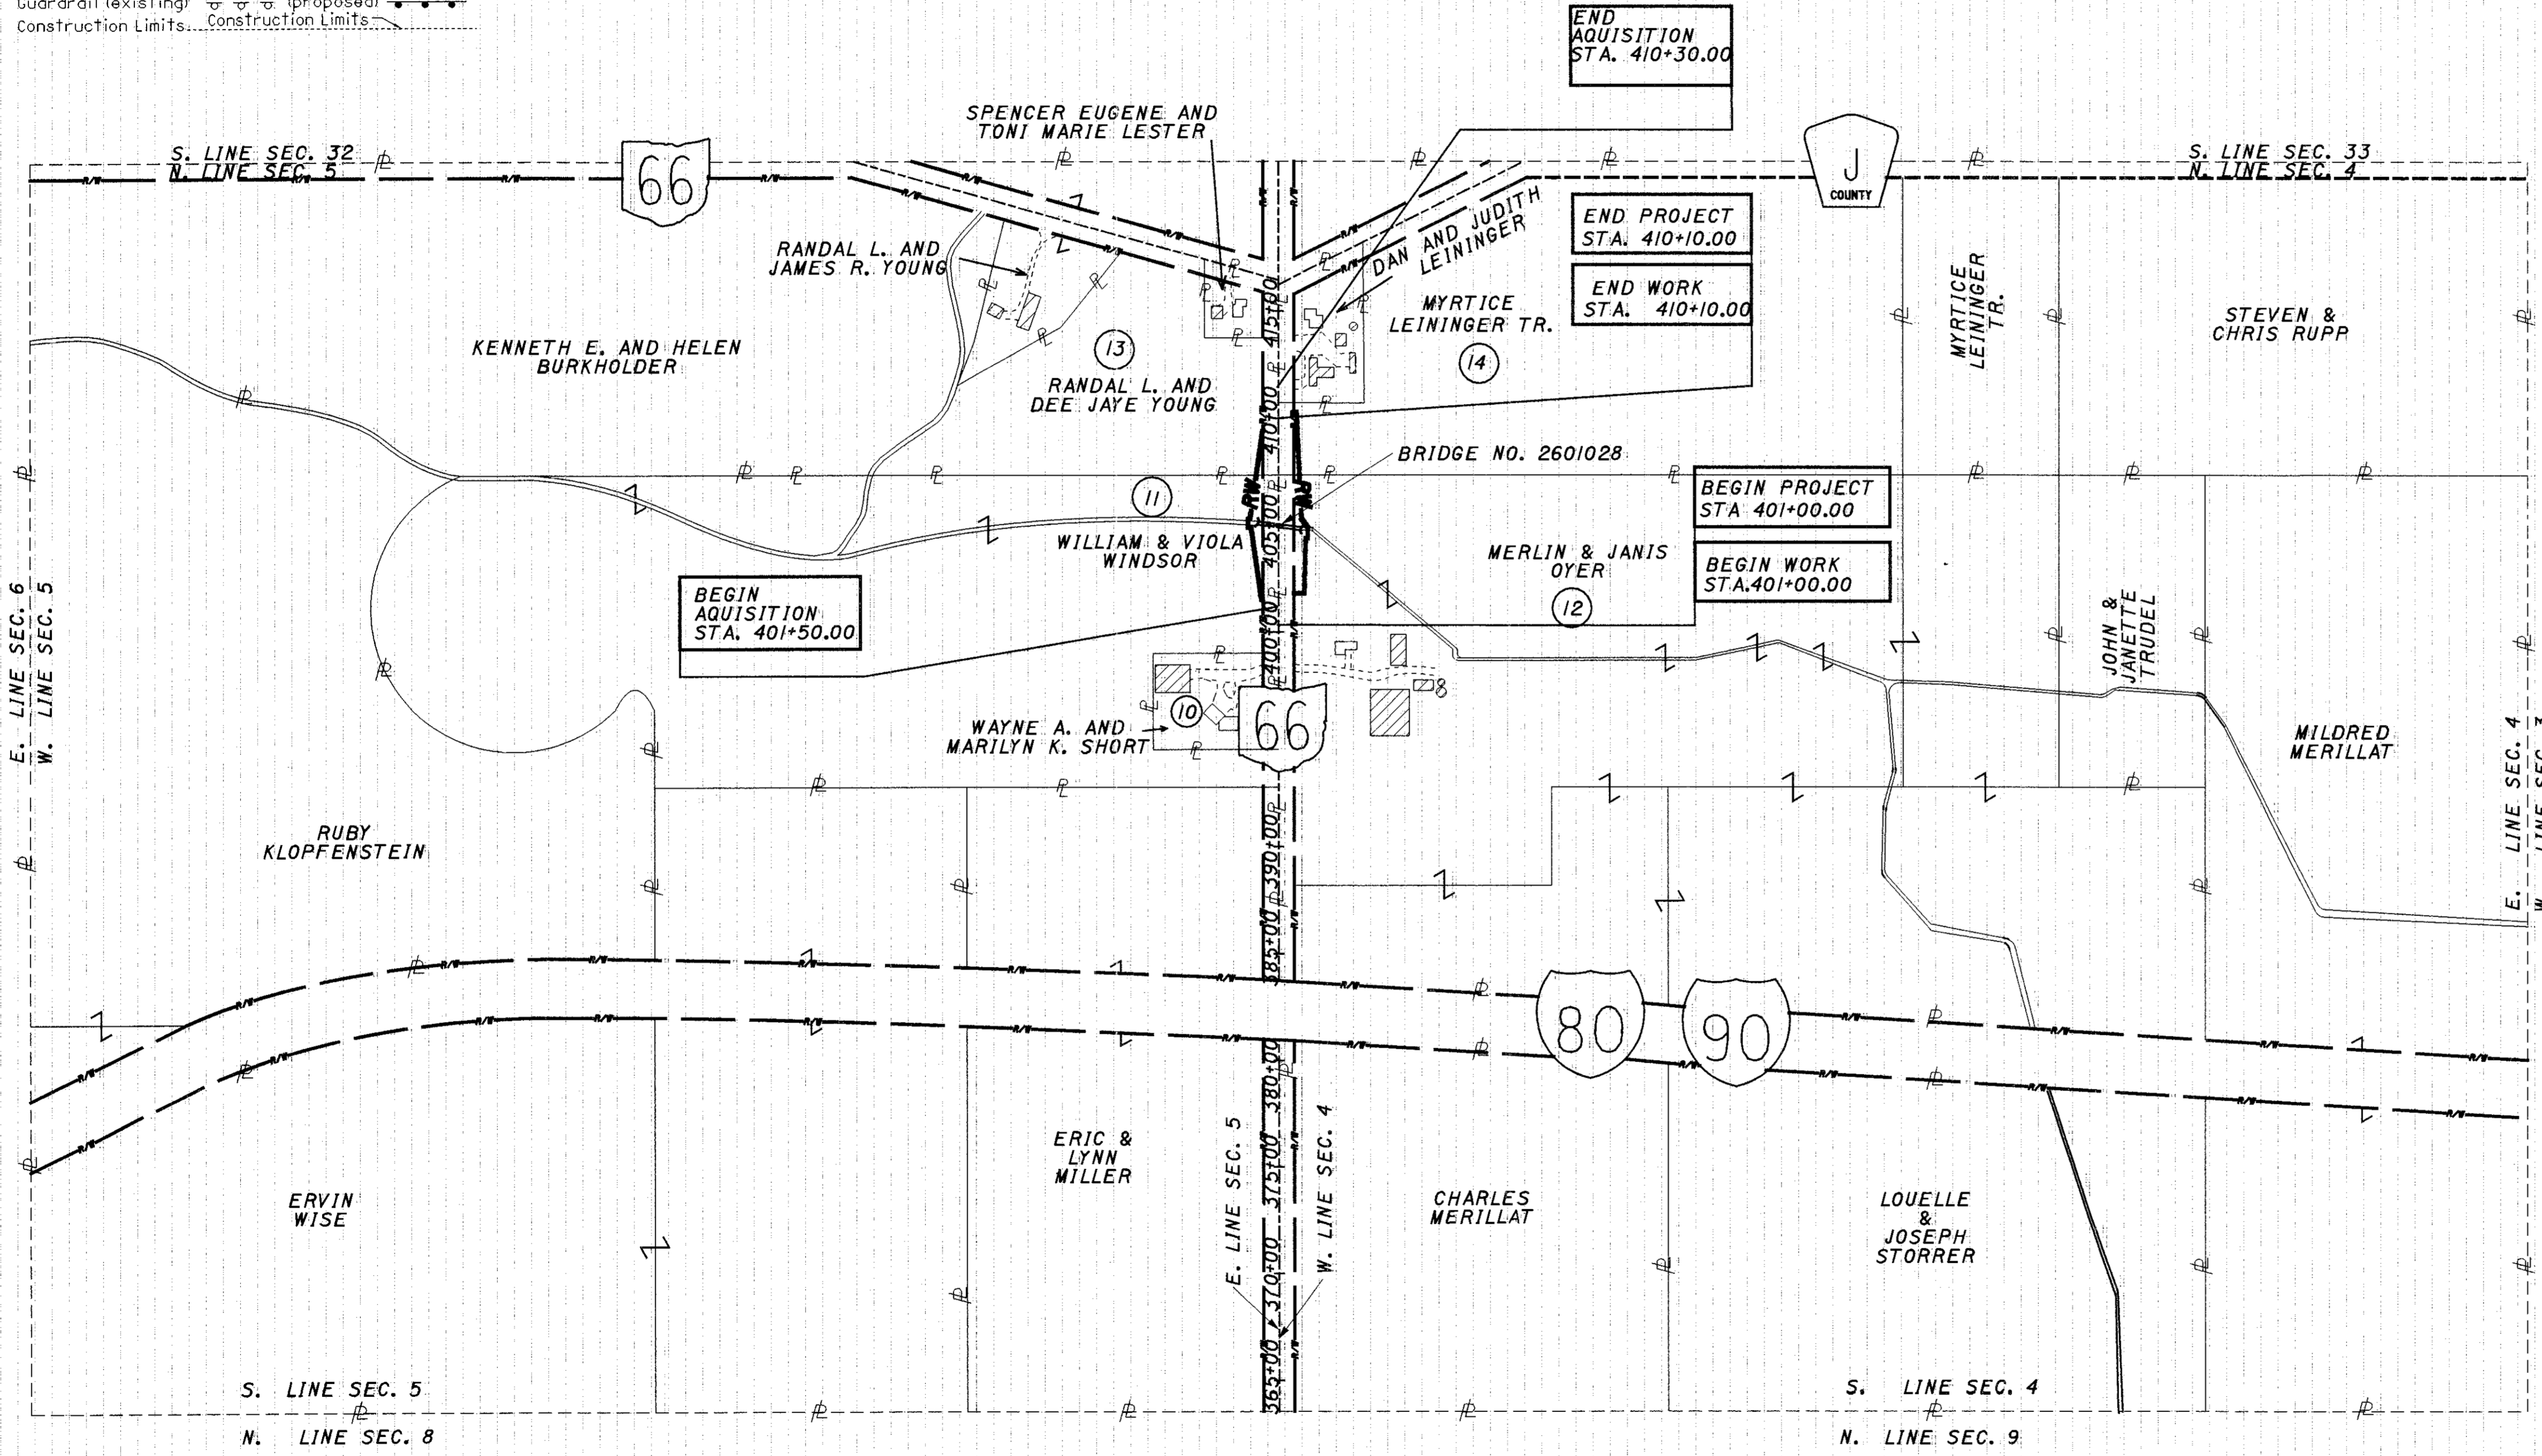 Guardrail (existing) (proposed)
Construction Limits Construction Limits
END
AQUISITION
STA. 410+30.00
SPENCER EUGENE AND
TONI MARIE LESTER
S. LINE SEC. 32
N. LINE SEC. 5
66
J
COUNTY
S. LINE SEC. 33
N. LINE SEC. 4
RANDAL L. AND
JAMES R. YOUNG
DAN AND JUDITH
LEININGER
END PROJECT
STA. 410+10.00
END WORK
STA. 410+10.00
MYRTICE
LEININGER TR.
14
MYRTICE
LEININGER
TR.
STEVEN &
CHRIS RUPP
KENNETH E. AND HELEN
BURKHOLDER
13
RANDAL L. AND
DEE JAYE YOUNG
415+00
410+00
405+00
400+00
BRIDGE NO. 2601028
11
WILLIAM & VIOLA
WINDSOR
RW
RW
BEGIN PROJECT
STA 401+00.00
BEGIN WORK
STA.401+00.00
MERLIN & JANIS
OYER
12
BEGIN
AQUISITION
STA. 401+50.00
E. LINE SEC. 6
W. LINE SEC. 5
JOHN &
JANETTE
TRUDEL
10
WAYNE A. AND
MARILYN K. SHORT
66
MILDRED
MERILLAT
E. LINE SEC. 4
W. LINE SEC. 3
RUBY
KLOPFENSTEIN
390+00
385+00
80
90
380+00
375+00
370+00
365+00
ERIC &
LYNN
MILLER
E. LINE SEC. 5
W. LINE SEC. 4
ERVIN
WISE
CHARLES
MERILLAT
LOUELLE
&
JOSEPH
STORRER
S. LINE SEC. 5
N. LINE SEC. 8
S. LINE SEC. 4
N. LINE SEC. 9